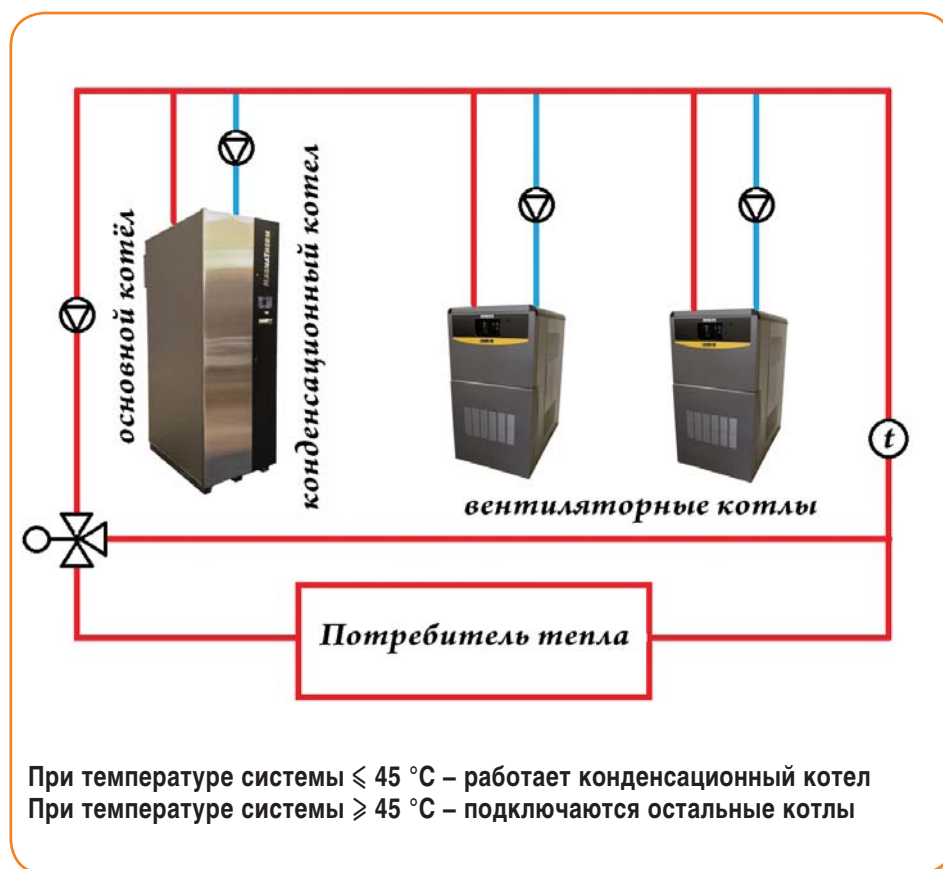 основной котёл
конденсационный котел
t
вентиляторные котлы
Потребитель тепла
При температуре системы ⩽ 45 °C – работает конденсационный котел
При температуре системы ⩾ 45 °C – подключаются остальные котлы